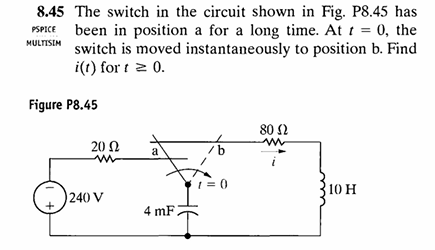 8.45 The switch in the circuit shown in Fig. P8.45 has
PSPICE been in position a for a long time. At t = 0, the
MULTISIM switch is moved instantaneously to position b. Find
i(t) for t ≥ 0.
Figure P8.45
80 Ω
20 Ω
a
b
i
t = 0
−
+
240 V
10 H
4 mF